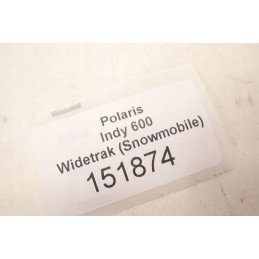 Polaris
Indy 600
Widetrak (Snowmobile)
151874